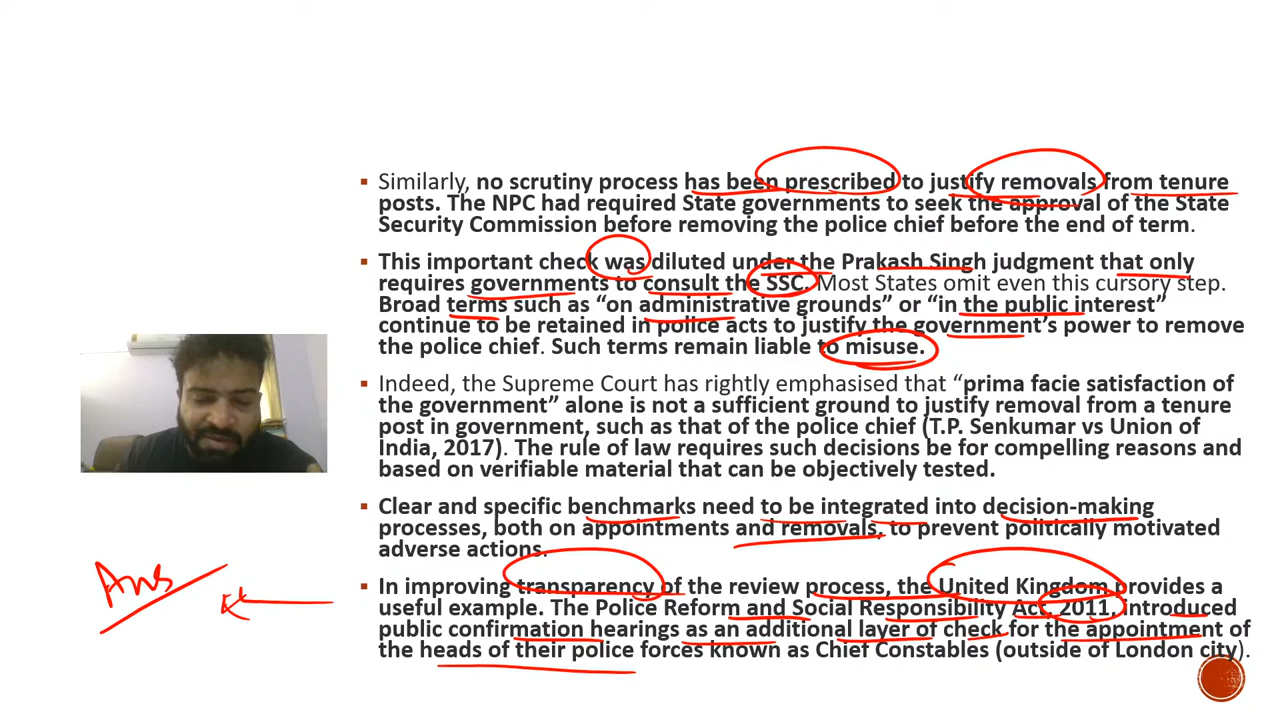 Similarly, no scrutiny process has been prescribed to justify removals from tenure
posts. The NPC had required State governments to seek the approval of the State
Security Commission before removing the police chief before the end of term.
This important check was diluted under the Prakash Singh judgment that only
requires governments to consult the SSC. Most States omit even this cursory step.
Broad terms such as “on administrative grounds” or “in the public interest”
continue to be retained in police acts to justify the government’s power to remove
the police chief. Such terms remain liable to misuse.
Indeed, the Supreme Court has rightly emphasised that “prima facie satisfaction of
the government” alone is not a sufficient ground to justify removal from a tenure
post in government, such as that of the police chief (T.P. Senkumar vs Union of
India, 2017). The rule of law requires such decisions be for compelling reasons and
based on verifiable material that can be objectively tested.
Clear and specific benchmarks need to be integrated into decision-making
processes, both on appointments and removals, to prevent politically motivated
adverse actions.
In improving transparency of the review process, the United Kingdom provides a
useful example. The Police Reform and Social Responsibility Act, 2011, introduced
public confirmation hearings as an additional layer of check for the appointment of
the heads of their police forces known as Chief Constables (outside of London city).
Ans